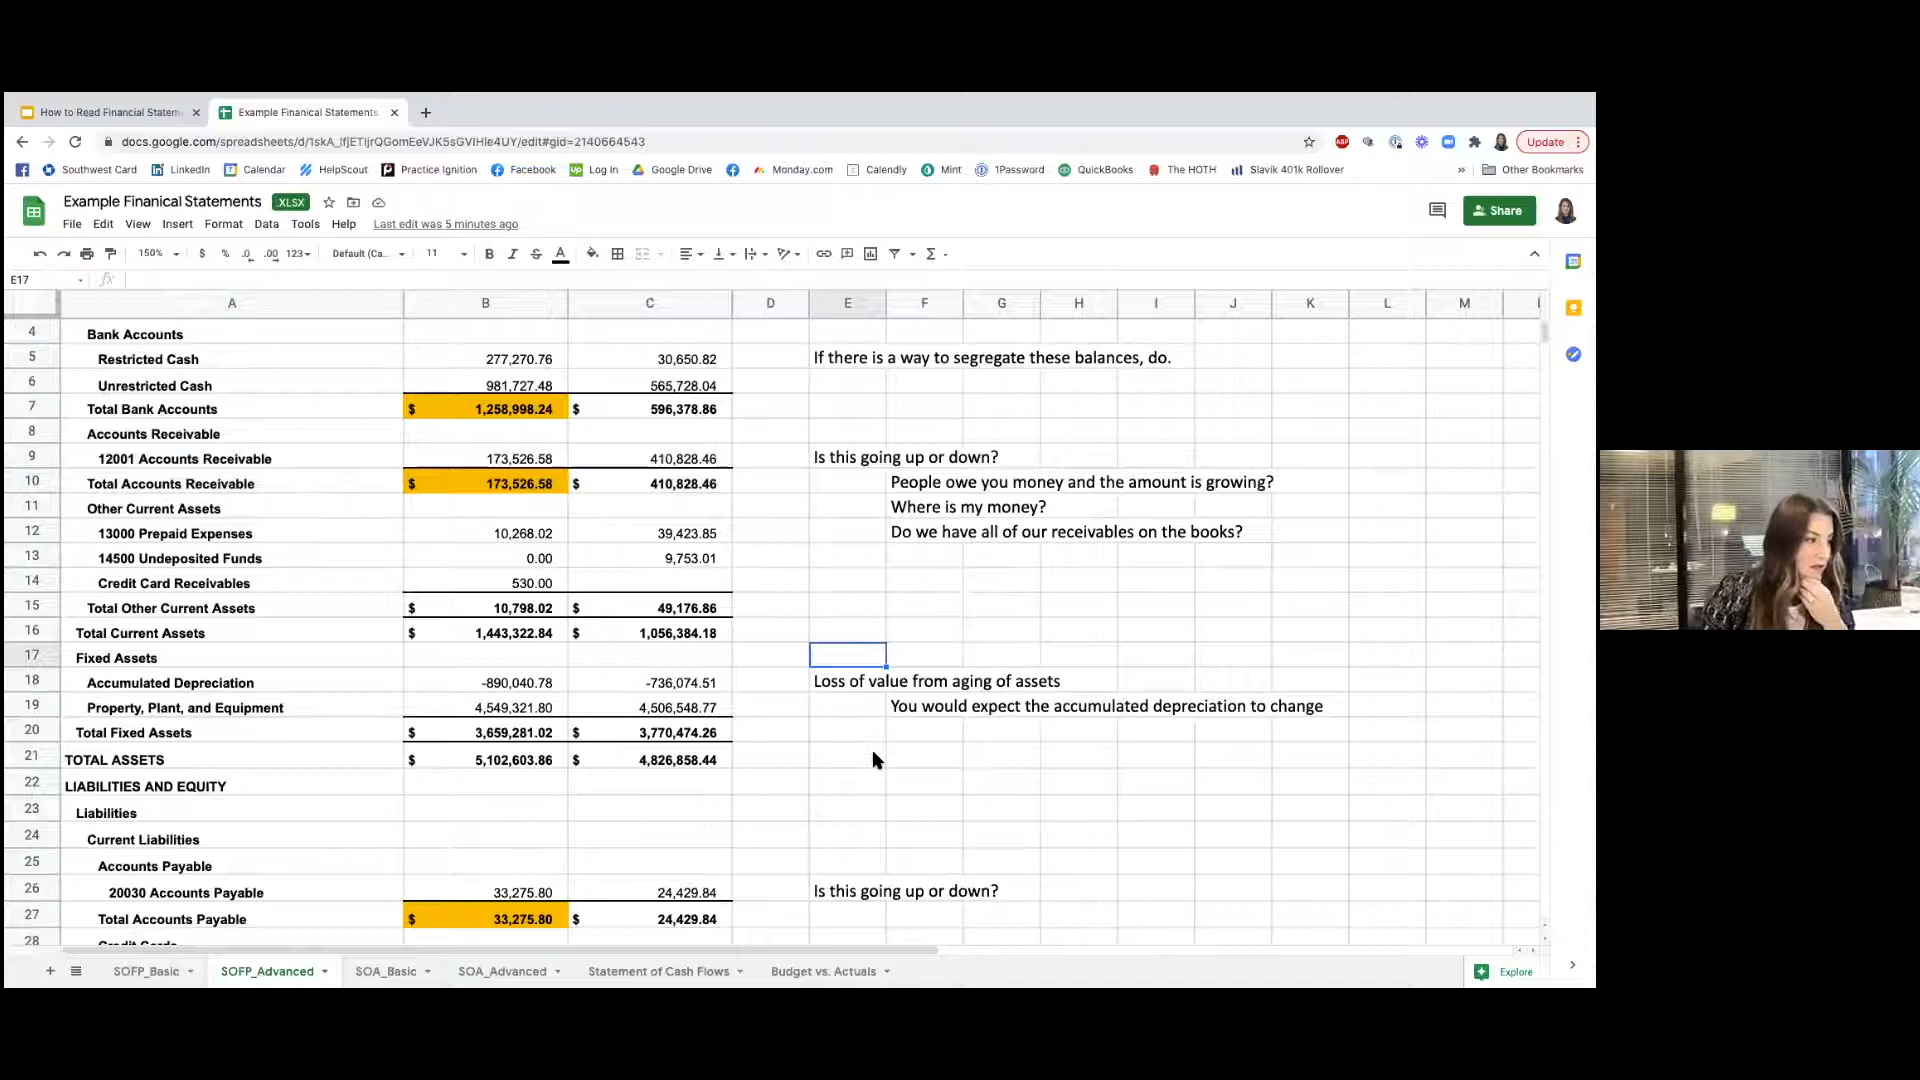 How to Read Financial Statem
Example Finanical Statements
docs.google.com/spreadsheets/d/1skA_lfjETIjrQGomEeVJK5sGVIHle4UY/edit#gid=2140664543
ABP
Update
Southwest Card LinkedIn Calendar HelpScout Practice Ignition Facebook Up Log In Google Drive Monday.com Calendly Mint 1Password QuickBooks The HOTH Slavik 401k Rollover » Other Bookmarks
Example Finanical Statements .XLSX
Share
File Edit View Insert Format Data Tools Help Last edit was 5 minutes ago
150% $ % .0 .00 123 Default (Ca... 11 B I S A Σ
E17 fx
A B C D E F G H I J K L M
4 Bank Accounts
5 Restricted Cash 277,270.76 30,650.82 If there is a way to segregate these balances, do.
6 Unrestricted Cash 981,727.48 565,728.04
7 Total Bank Accounts $ 1,258,998.24 $ 596,378.86
8 Accounts Receivable
9 12001 Accounts Receivable 173,526.58 410,828.46 Is this going up or down?
10 Total Accounts Receivable $ 173,526.58 $ 410,828.46 People owe you money and the amount is growing?
11 Other Current Assets Where is my money?
12 13000 Prepaid Expenses 10,268.02 39,423.85 Do we have all of our receivables on the books?
13 14500 Undeposited Funds 0.00 9,753.01
14 Credit Card Receivables 530.00
15 Total Other Current Assets $ 10,798.02 $ 49,176.86
16 Total Current Assets $ 1,443,322.84 $ 1,056,384.18
17 Fixed Assets
18 Accumulated Depreciation -890,040.78 -736,074.51 Loss of value from aging of assets
19 Property, Plant, and Equipment 4,549,321.80 4,506,548.77 You would expect the accumulated depreciation to change
20 Total Fixed Assets $ 3,659,281.02 $ 3,770,474.26
21 TOTAL ASSETS $ 5,102,603.86 $ 4,826,858.44
22 LIABILITIES AND EQUITY
23 Liabilities
24 Current Liabilities
25 Accounts Payable
26 20030 Accounts Payable 33,275.80 24,429.84 Is this going up or down?
27 Total Accounts Payable $ 33,275.80 $ 24,429.84
28 Credit Cards
SOFP_Basic SOFP_Advanced SOA_Basic SOA_Advanced Statement of Cash Flows Budget vs. Actuals Explore